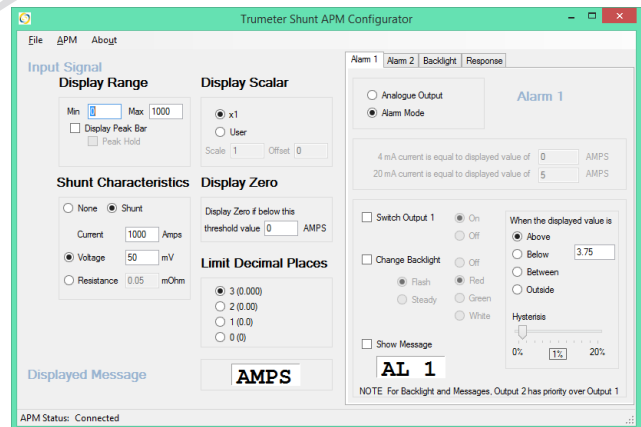 Trumeter Shunt APM Configurator
File APM About
Input Signal
Display Range
Min 0 Max 1000
Display Peak Bar
Peak Hold
Display Scalar
x1
User
Scale 1 Offset 0
Shunt Characteristics
None Shunt
Current 1000 Amps
Voltage 50 mV
Resistance 0.05 mOhm
Display Zero
Display Zero if below this
threshold value 0 AMPS
Limit Decimal Places
3 (0.000)
2 (0.00)
1 (0.0)
0 (0)
Displayed Message
AMPS
Alarm 1 Alarm 2 Backlight Response
Analogue Output
Alarm Mode
Alarm 1
4 mA current is equal to displayed value of 0 AMPS
20 mA current is equal to displayed value of 5 AMPS
Switch Output 1 On
Off
Change Backlight Off
Flash Red
Steady Green
White
Show Message
AL 1
When the displayed value is
Above
Below 3.75
Between
Outside
Hysterisis
0% 1% 20%
NOTE For Backlight and Messages, Output 2 has priority over Output 1
APM Status: Connected